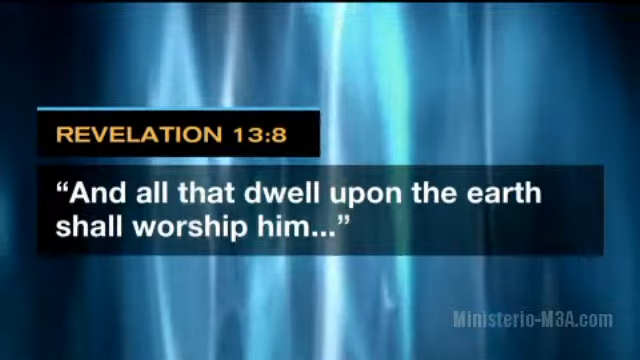 REVELATION 13:8
“And all that dwell upon the earth
shall worship him...”
Ministerio-M3A.com